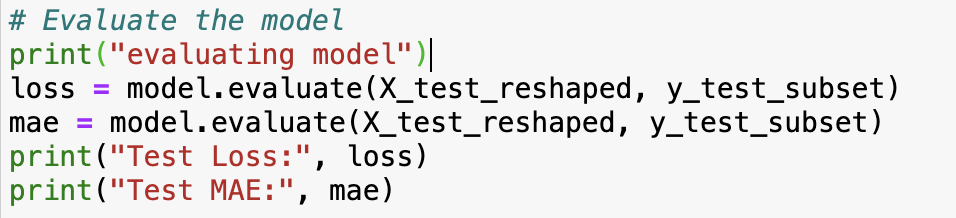 # Evaluate the model
print("evaluating model")
loss = model.evaluate(X_test_reshaped, y_test_subset)
mae = model.evaluate(X_test_reshaped, y_test_subset)
print("Test Loss:", loss)
print("Test MAE:", mae)